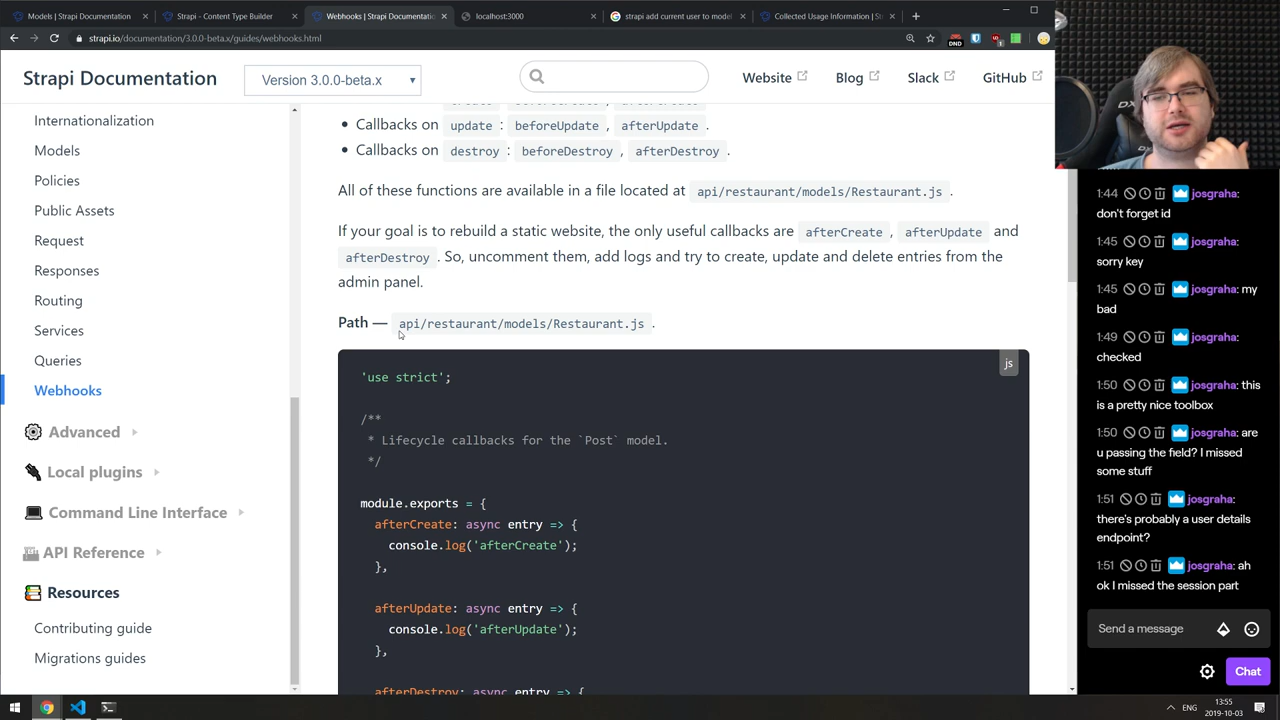 Models | Strapi Documentation
Strapi - Content Type Builder
Webhooks | Strapi Documentatio
localhost:3000
strapi add current user to model
Collected Usage Information | St
strapi.io/documentation/3.0.0-beta.x/guides/webhooks.html
DND
Strapi Documentation
Version 3.0.0-beta.x
Website
Blog
Slack
GitHub
Internationalization
Models
Policies
Public Assets
Request
Responses
Routing
Services
Queries
Webhooks
Advanced
Local plugins
Command Line Interface
API Reference
Resources
Contributing guide
Migrations guides
• Callbacks on update : beforeUpdate , afterUpdate .
• Callbacks on destroy : beforeDestroy , afterDestroy .
All of these functions are available in a file located at api/restaurant/models/Restaurant.js .
If your goal is to rebuild a static website, the only useful callbacks are afterCreate , afterUpdate and
afterDestroy . So, uncomment them, add logs and try to create, update and delete entries from the
admin panel.
Path — api/restaurant/models/Restaurant.js .
js
'use strict';
/**
* Lifecycle callbacks for the `Post` model.
*/
module.exports = {
afterCreate: async entry => {
console.log('afterCreate');
},
afterUpdate: async entry => {
console.log('afterUpdate');
},
afterDestroy: async entry => {
1:44 josgraha:
don't forget id
1:45 josgraha:
sorry key
1:45 josgraha: my
bad
1:49 josgraha:
checked
1:50 josgraha: this
is a pretty nice toolbox
1:50 josgraha: are
u passing the field? I missed
some stuff
1:51 josgraha:
there's probably a user details
endpoint?
1:51 josgraha: ah
ok I missed the session part
Send a message
Chat
ENG
13:55
2019-10-03